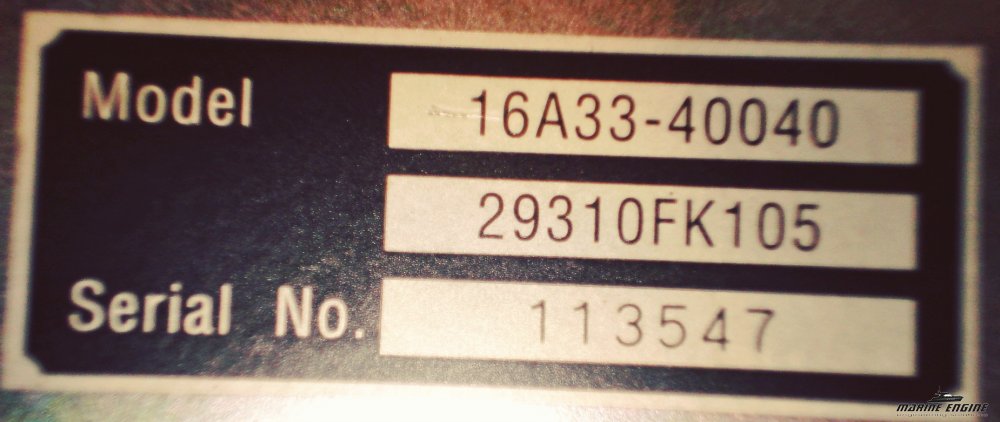 Model 16A33-40040
29310FK105
Serial No. 113547
MARINE ENGINE